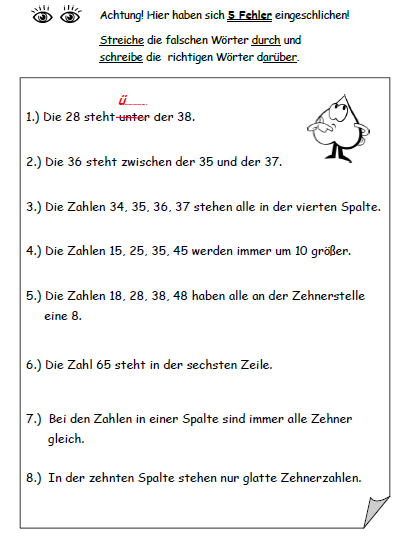 Achtung! Hier haben sich 5 Fehler eingeschlichen!
Streiche die falschen Wörter durch und
schreibe die richtigen Wörter darüber.
ü
1.) Die 28 steht unter der 38.
2.) Die 36 steht zwischen der 35 und der 37.
3.) Die Zahlen 34, 35, 36, 37 stehen alle in der vierten Spalte.
4.) Die Zahlen 15, 25, 35, 45 werden immer um 10 größer.
5.) Die Zahlen 18, 28, 38, 48 haben alle an der Zehnerstelle
eine 8.
6.) Die Zahl 65 steht in der sechsten Zeile.
7.) Bei den Zahlen in einer Spalte sind immer alle Zehner
gleich.
8.) In der zehnten Spalte stehen nur glatte Zehnerzahlen.